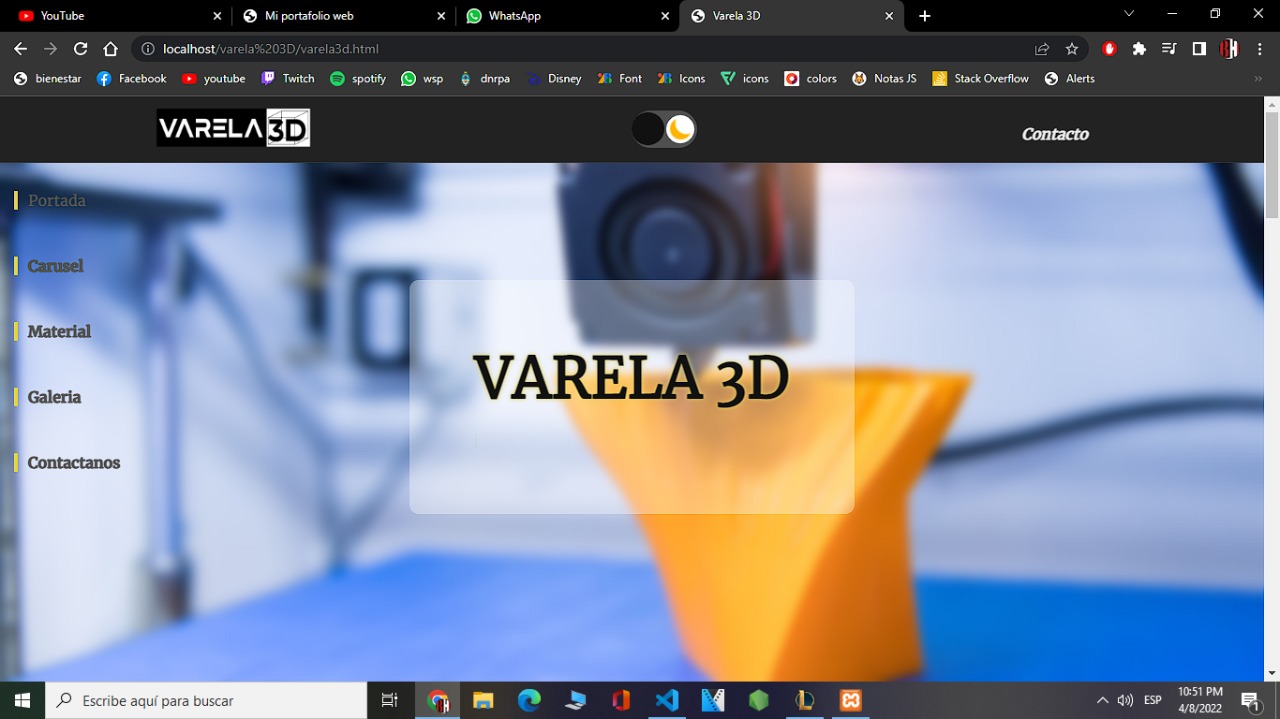 YouTube
Mi portafolio web
WhatsApp
Varela 3D
localhost/varela%203D/varela3d.html
bienestar
Facebook
youtube
Twitch
spotify
wsp
dnrpa
Disney
Font
Icons
icons
colors
Notas JS
Stack Overflow
Alerts
VARELA 3D
Contacto
Portada
Carusel
Material
Galeria
Contactanos
VARELA 3D
Escribe aquí para buscar
ESP
10:51 PM
4/8/2022
1